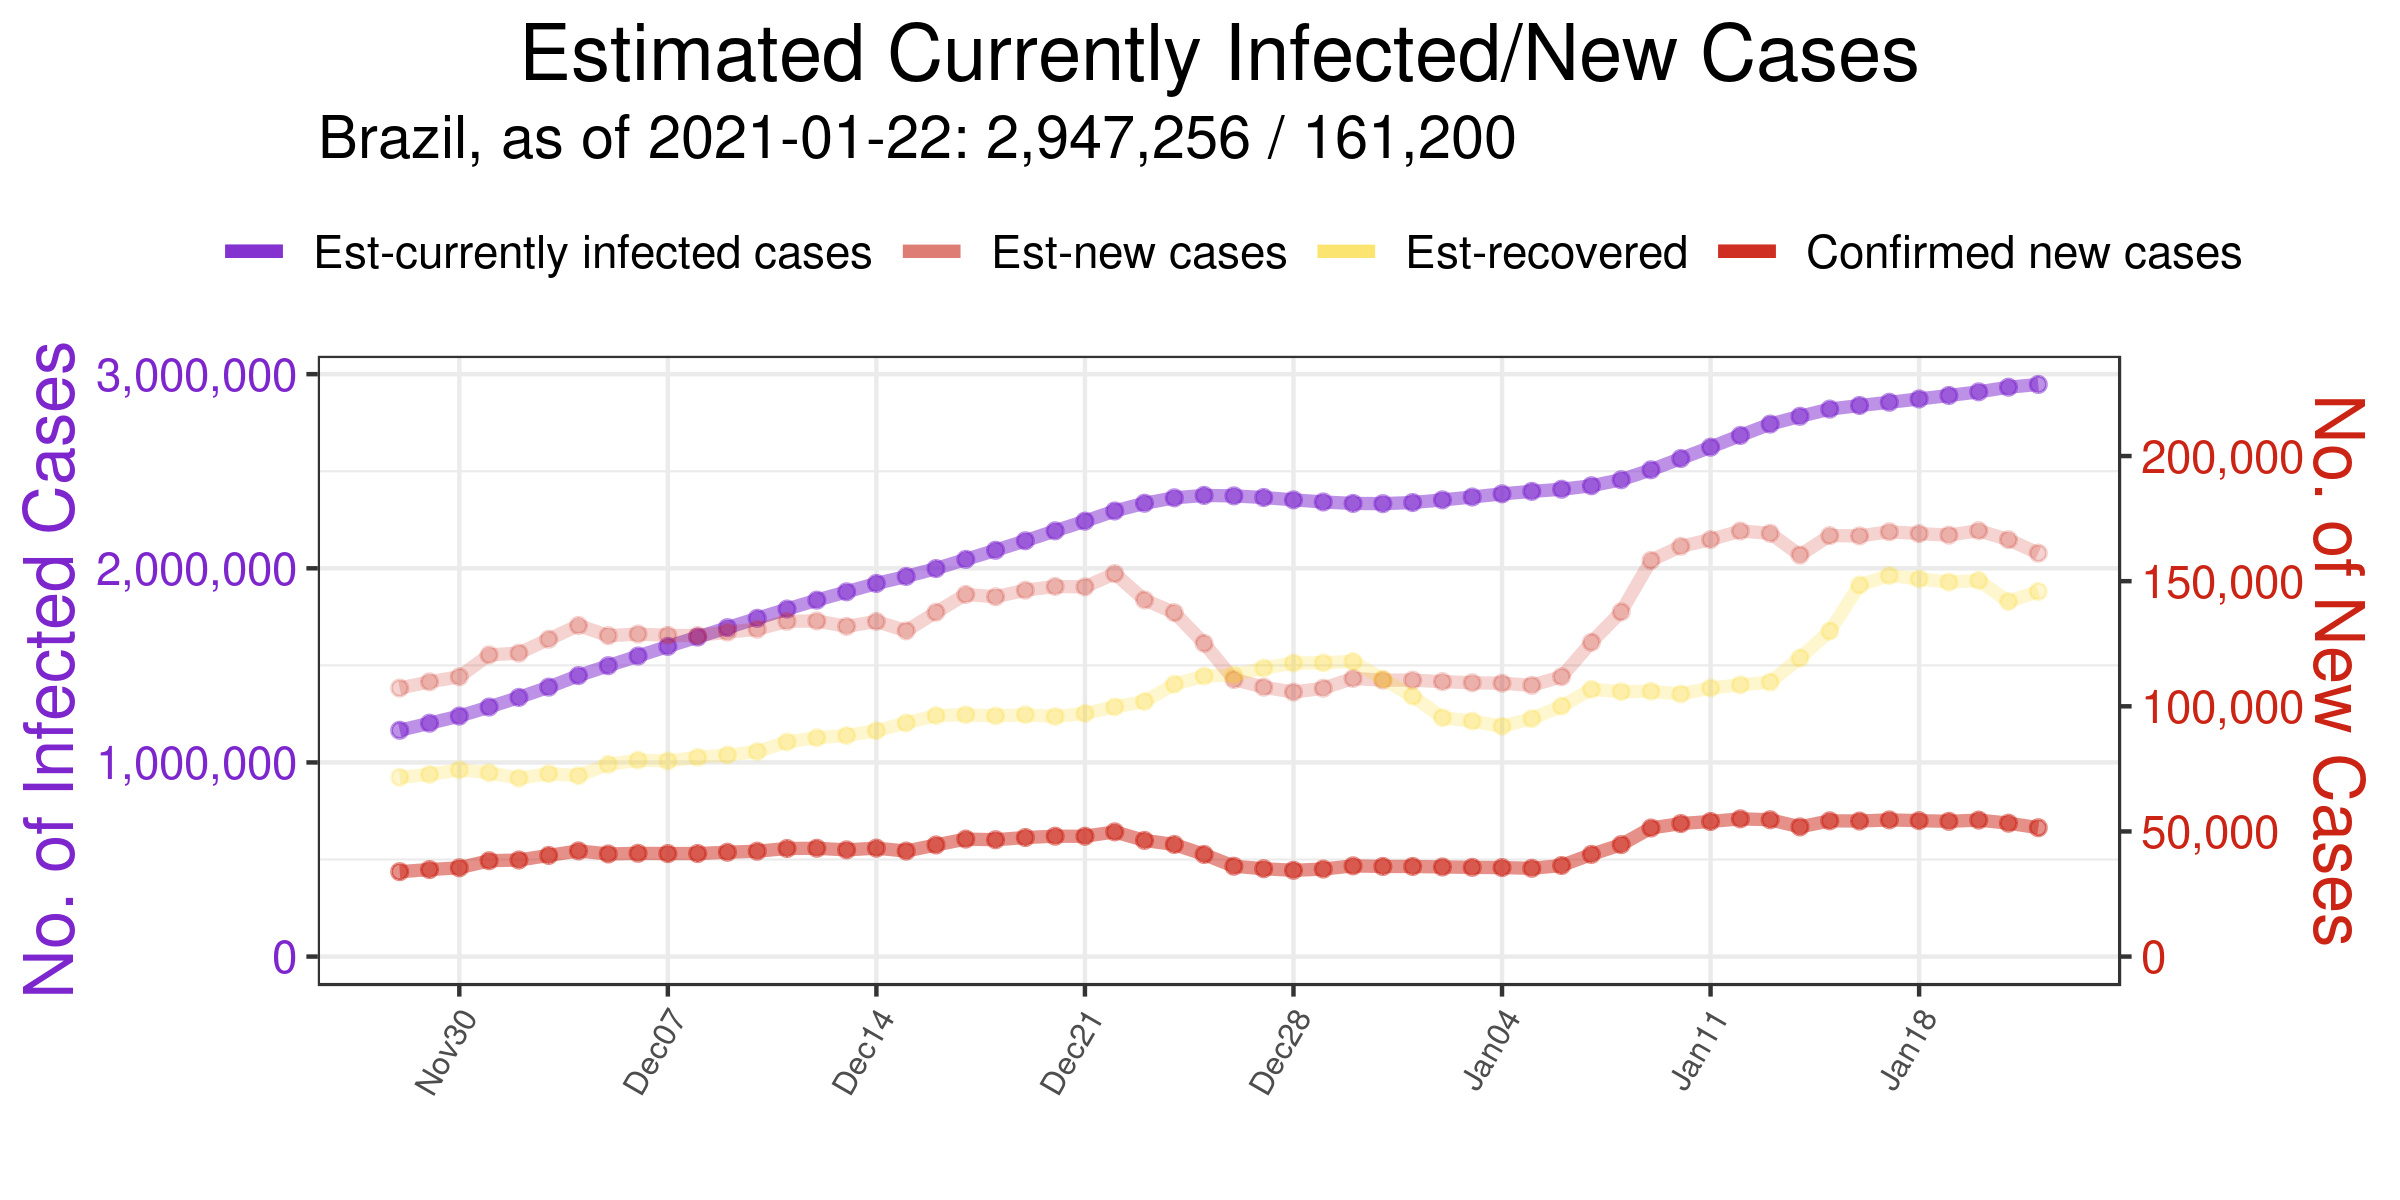 Estimated Currently Infected/New Cases
Brazil, as of 2021-01-22: 2,947,256 / 161,200
Est-currently infected cases Est-new cases Est-recovered Confirmed new cases
No. of Infected Cases
3,000,000
2,000,000
1,000,000
0
200,000
150,000
100,000
50,000
0
No. of New Cases
Nov30 Dec07 Dec14 Dec21 Dec28 Jan04 Jan11 Jan18